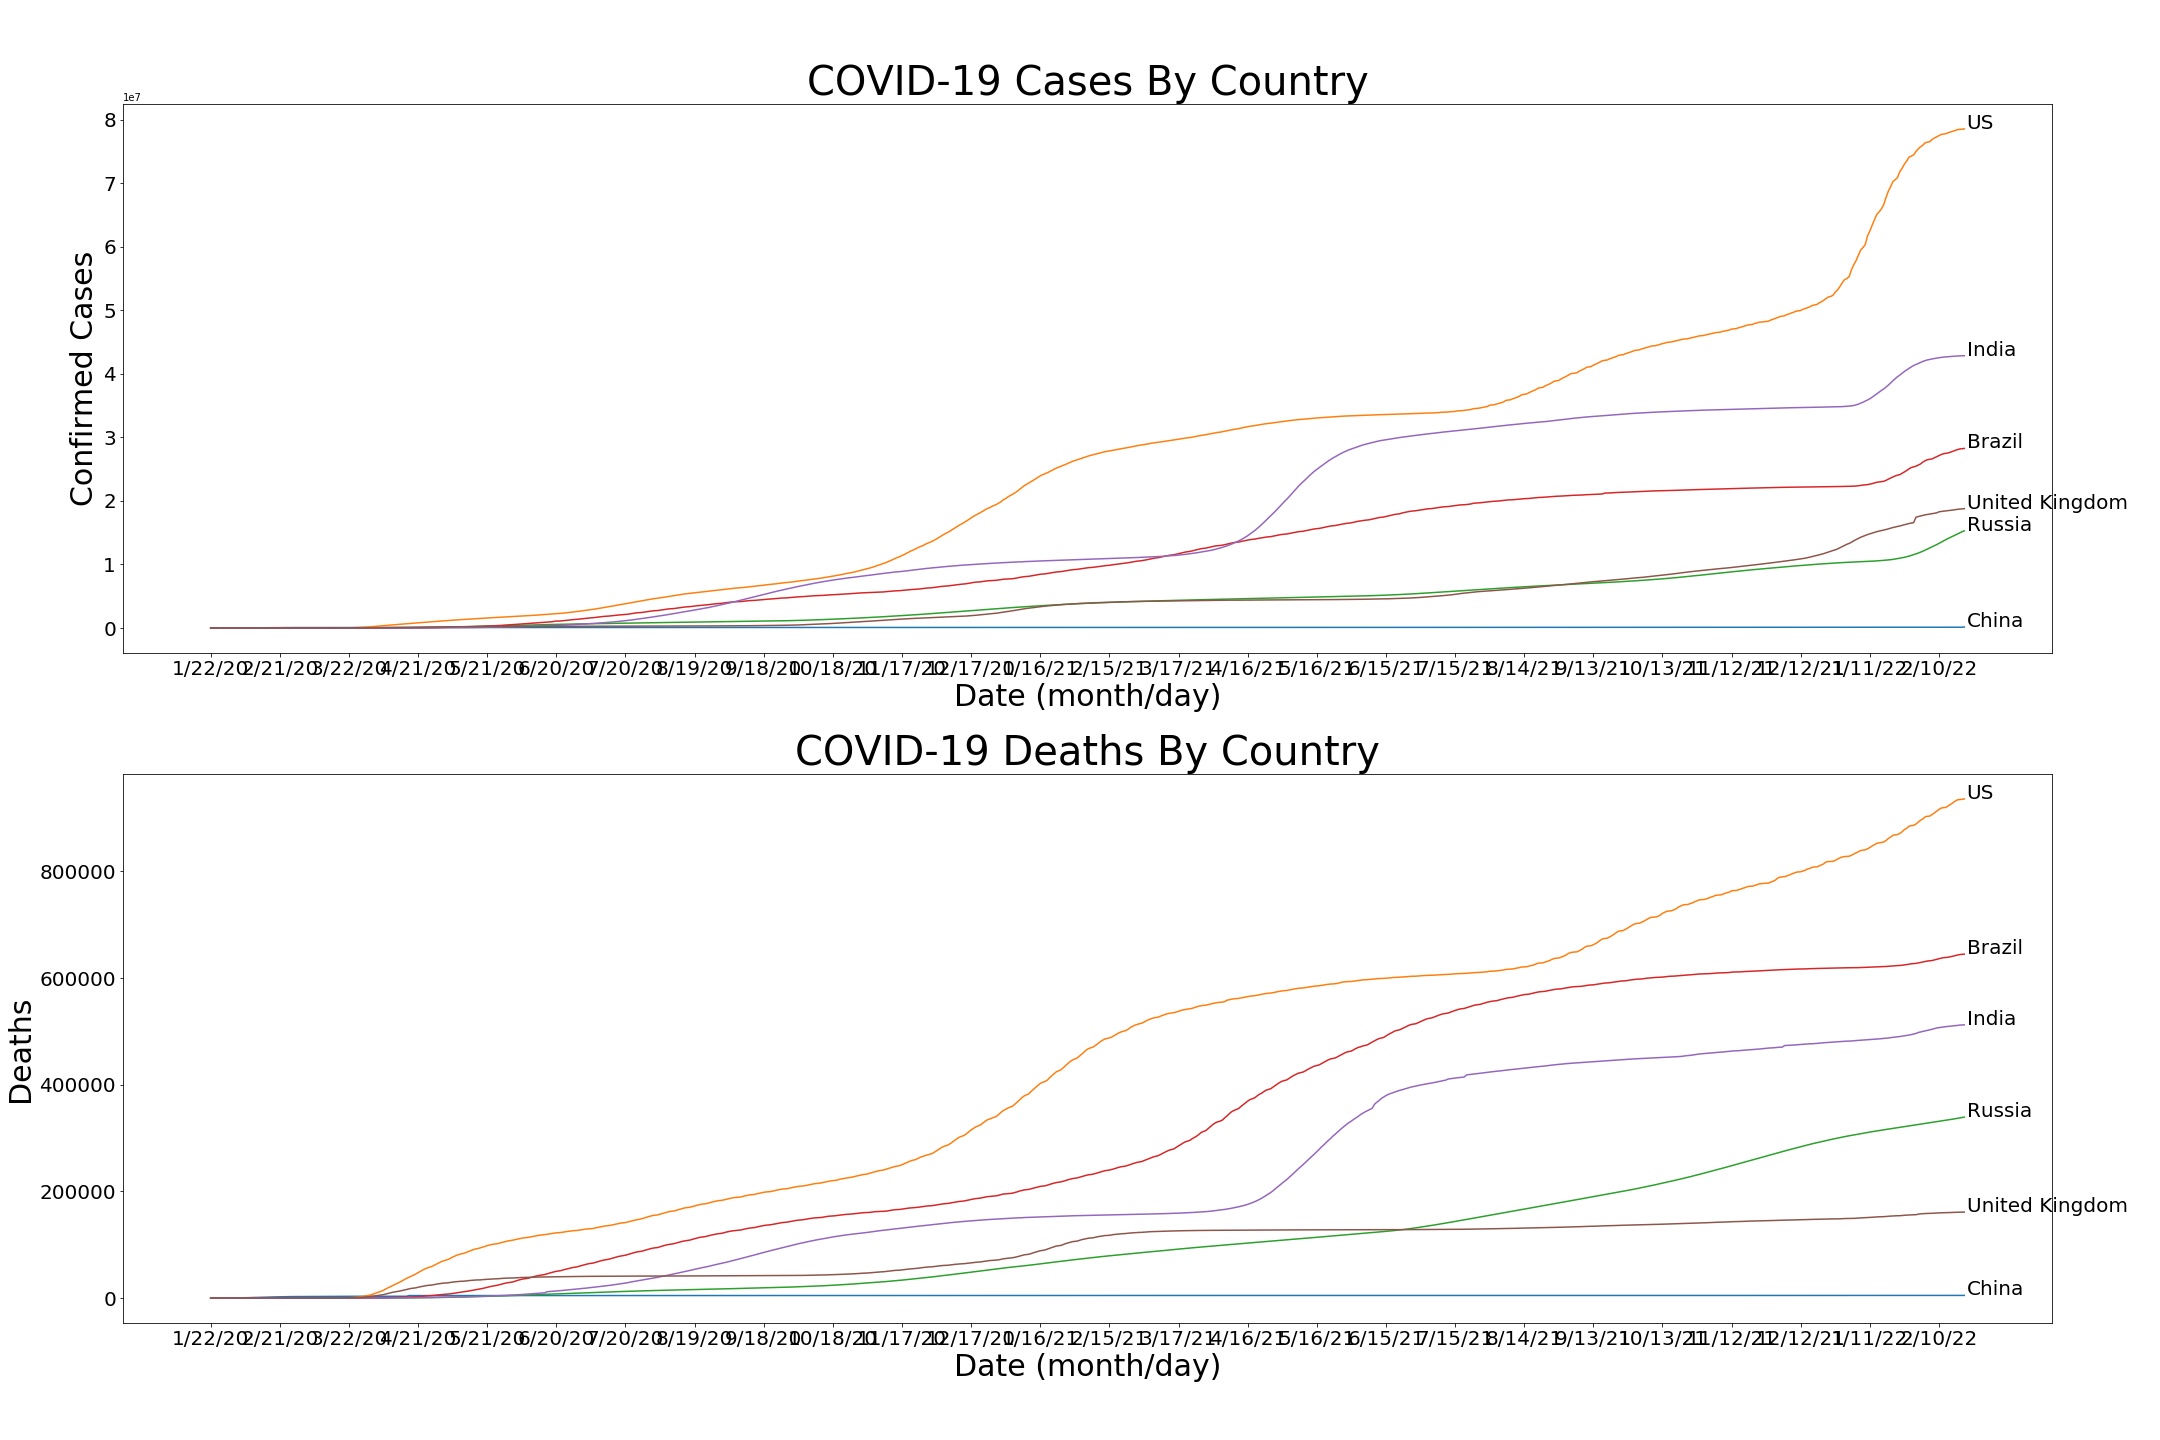 COVID-19 Cases By Country
1e7
8
7
6
5
4
3
2
1
0
Confirmed Cases
US
India
Brazil
United Kingdom
Russia
China
1/22/20 2/21/20 3/22/20 4/21/20 5/21/20 6/20/20 7/20/20 8/19/20 9/18/20 10/18/20 11/17/20 12/17/20 1/16/21 2/15/21 3/17/21 4/16/21 5/16/21 6/15/21 7/15/21 8/14/21 9/13/21 10/13/21 11/12/21 12/12/21 1/11/22 2/10/22
Date (month/day)
COVID-19 Deaths By Country
800000
600000
400000
200000
0
Deaths
US
Brazil
India
Russia
United Kingdom
China
1/22/20 2/21/20 3/22/20 4/21/20 5/21/20 6/20/20 7/20/20 8/19/20 9/18/20 10/18/20 11/17/20 12/17/20 1/16/21 2/15/21 3/17/21 4/16/21 5/16/21 6/15/21 7/15/21 8/14/21 9/13/21 10/13/21 11/12/21 12/12/21 1/11/22 2/10/22
Date (month/day)